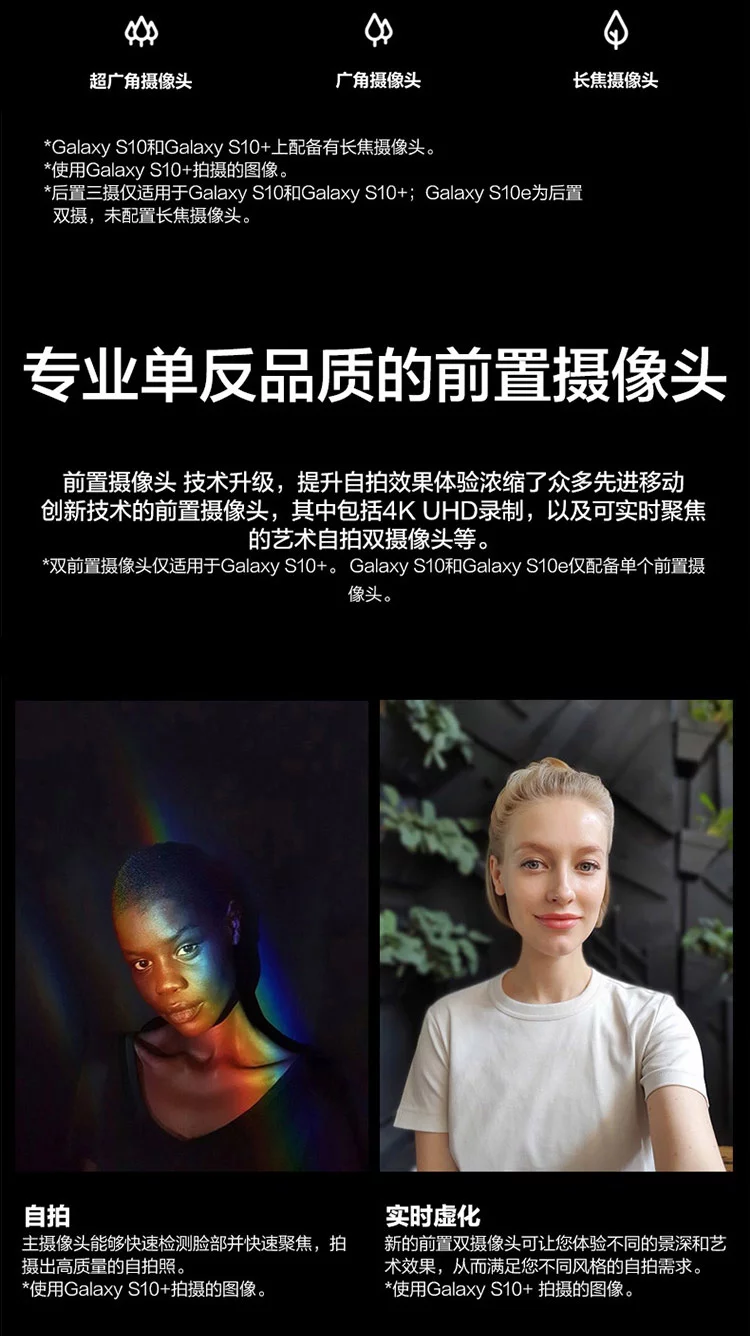 超广角摄像头 广角摄像头 长焦摄像头
*Galaxy S10和Galaxy S10+上配备有长焦摄像头。
*使用Galaxy S10+拍摄的图像。
*后置三摄仅适用于Galaxy S10和Galaxy S10+；Galaxy S10e为后置
双摄，未配置长焦摄像头。
专业单反品质的前置摄像头
前置摄像头 技术升级，提升自拍效果体验浓缩了众多先进移动
创新技术的前置摄像头，其中包括4K UHD录制，以及可实时聚焦
的艺术自拍双摄像头等。
*双前置摄像头仅适用于Galaxy S10+。 Galaxy S10和Galaxy S10e仅配备单个前置摄
像头。
自拍
主摄像头能够快速检测脸部并快速聚焦，拍
摄出高质量的自拍照。
*使用Galaxy S10+拍摄的图像。
实时虚化
新的前置双摄像头可让您体验不同的景深和艺
术效果，从而满足您不同风格的自拍需求。
*使用Galaxy S10+ 拍摄的图像。